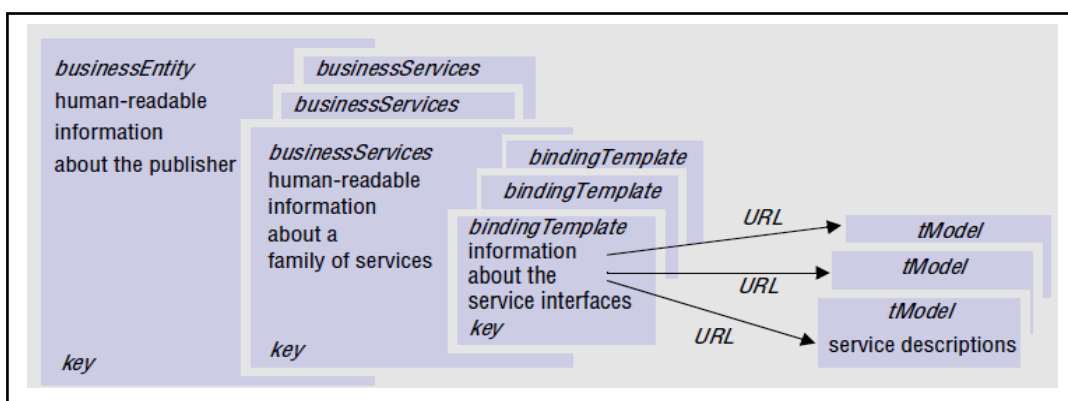 businessEntity
human-readable
information
about the publisher
key
businessServices
businessServices
businessServices
human-readable
information
about a
family of services
key
bindingTemplate
bindingTemplate
bindingTemplate
information
about the
service interfaces
key
URL
URL
URL
tModel
tModel
tModel
service descriptions